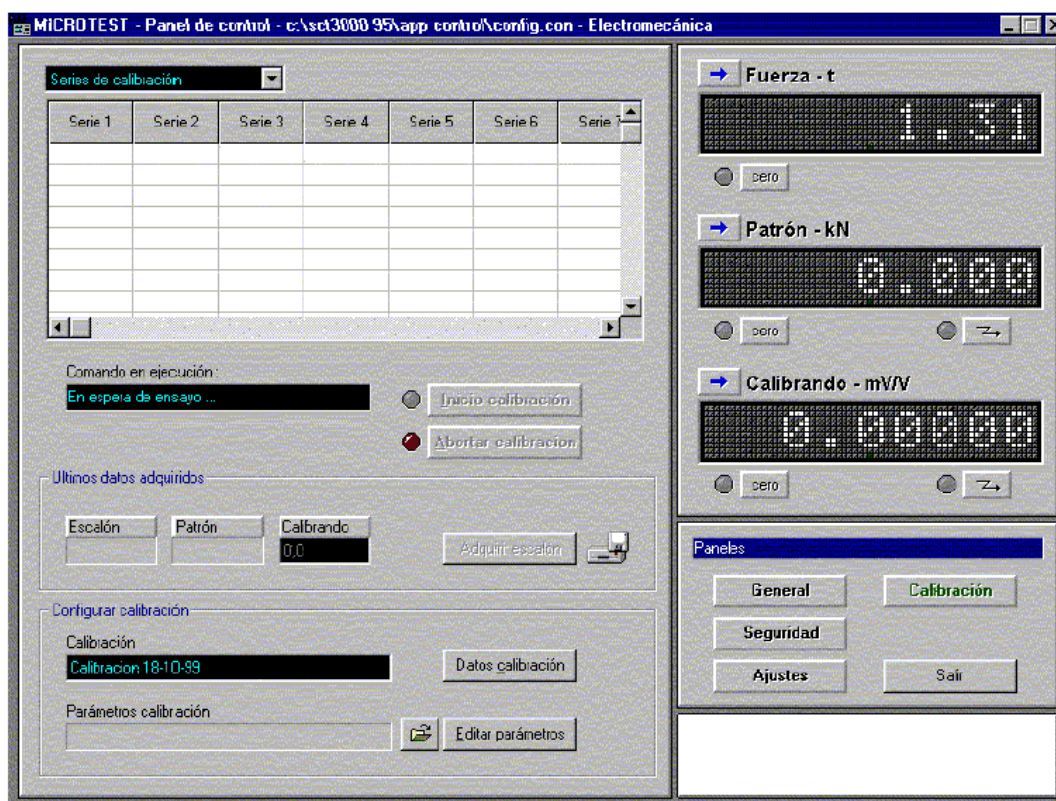 MiCROTEST - Panel de control - c:\sct3000 95\app control\config.con - Electromecánica
Series de calibración
Serie 1 Serie 2 Serie 3 Serie 4 Serie 5 Serie 6 Serie 7
Comando en ejecución:
En espera de ensayo ...
Inicio calibración
Abortar calibracion
Ultimos datos adquiridos
Escalón Patrón Calibrando
0,0
Adquirir escalón
Configurar calibración
Calibración
Calibracion 18-10-99
Datos calibración
Parámetros calibración
Editar parámetros
Fuerza - t
1.31
cero
Patrón - kN
0.000
cero
Calibrando - mV/V
0.00000
cero
Paneles
General Calibración
Seguridad
Ajustes Salir